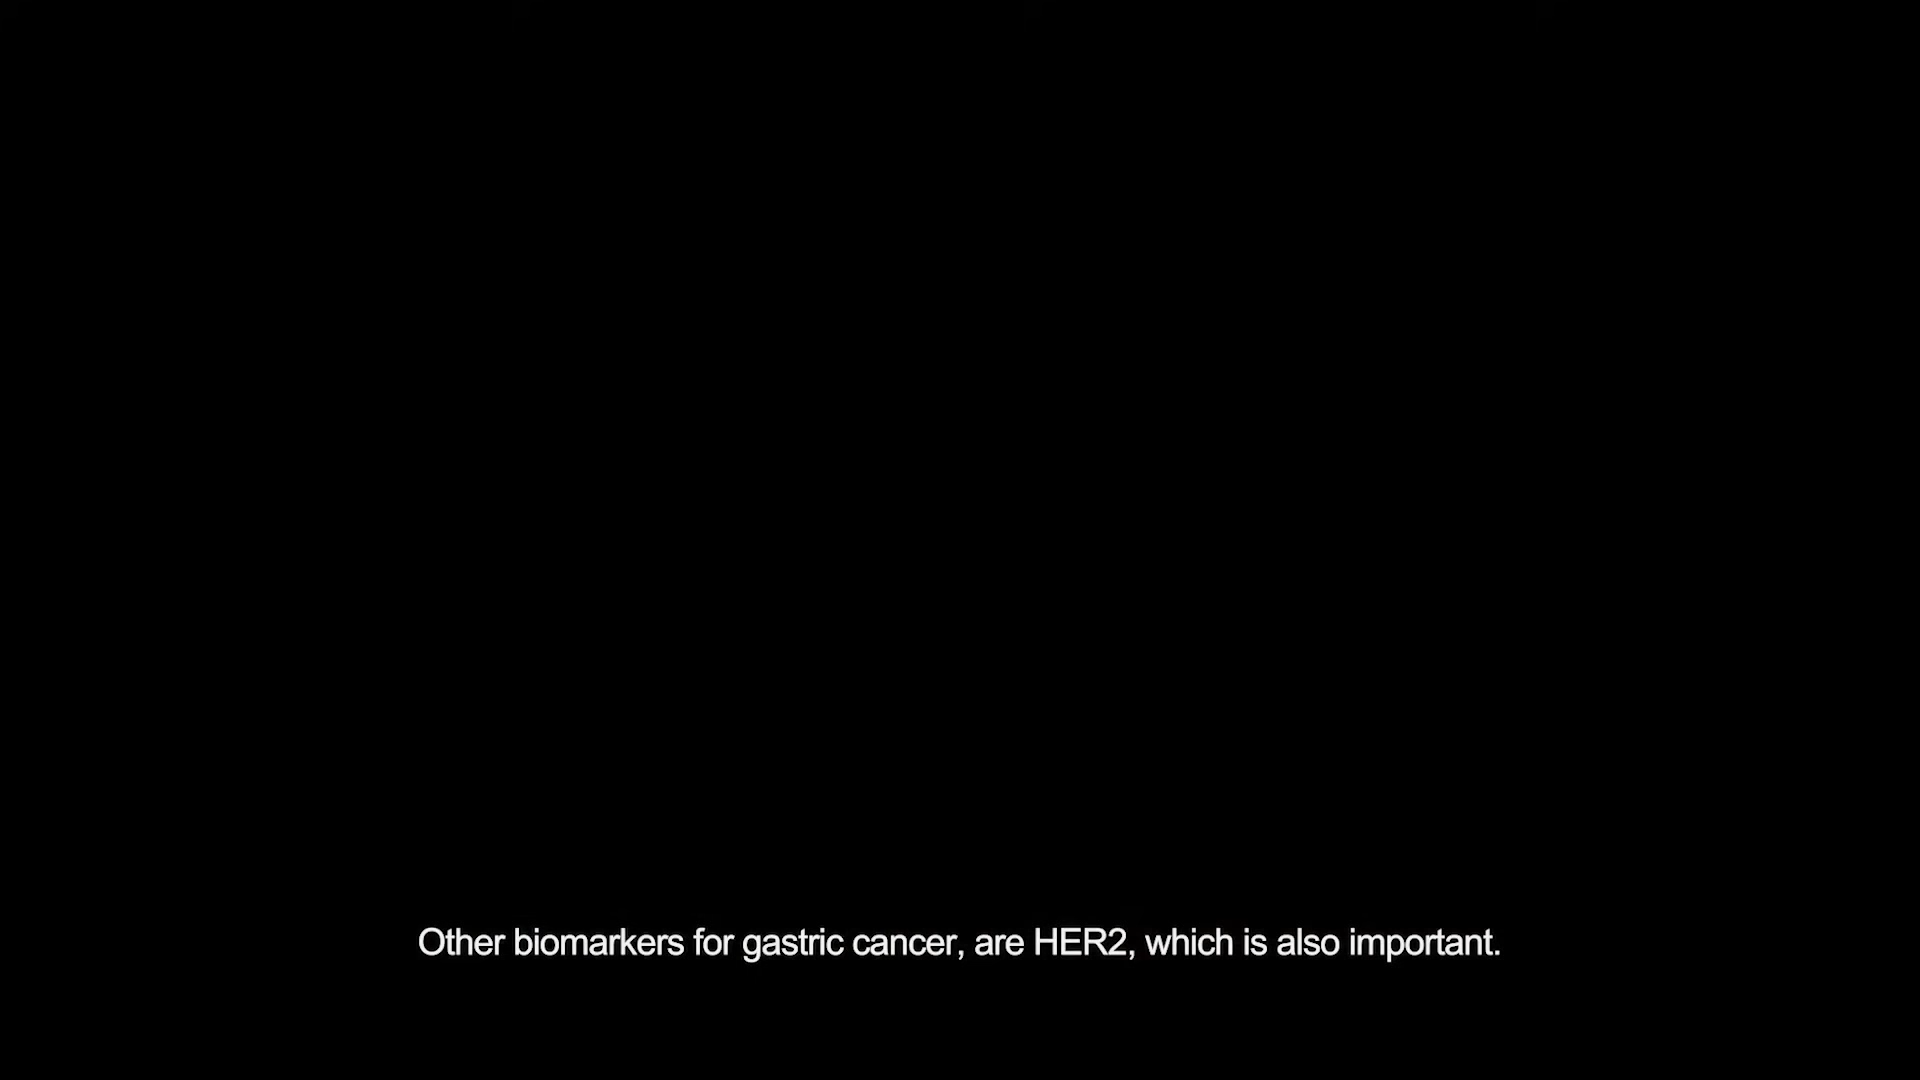 Other biomarkers for gastric cancer, are HER2, which is also important.